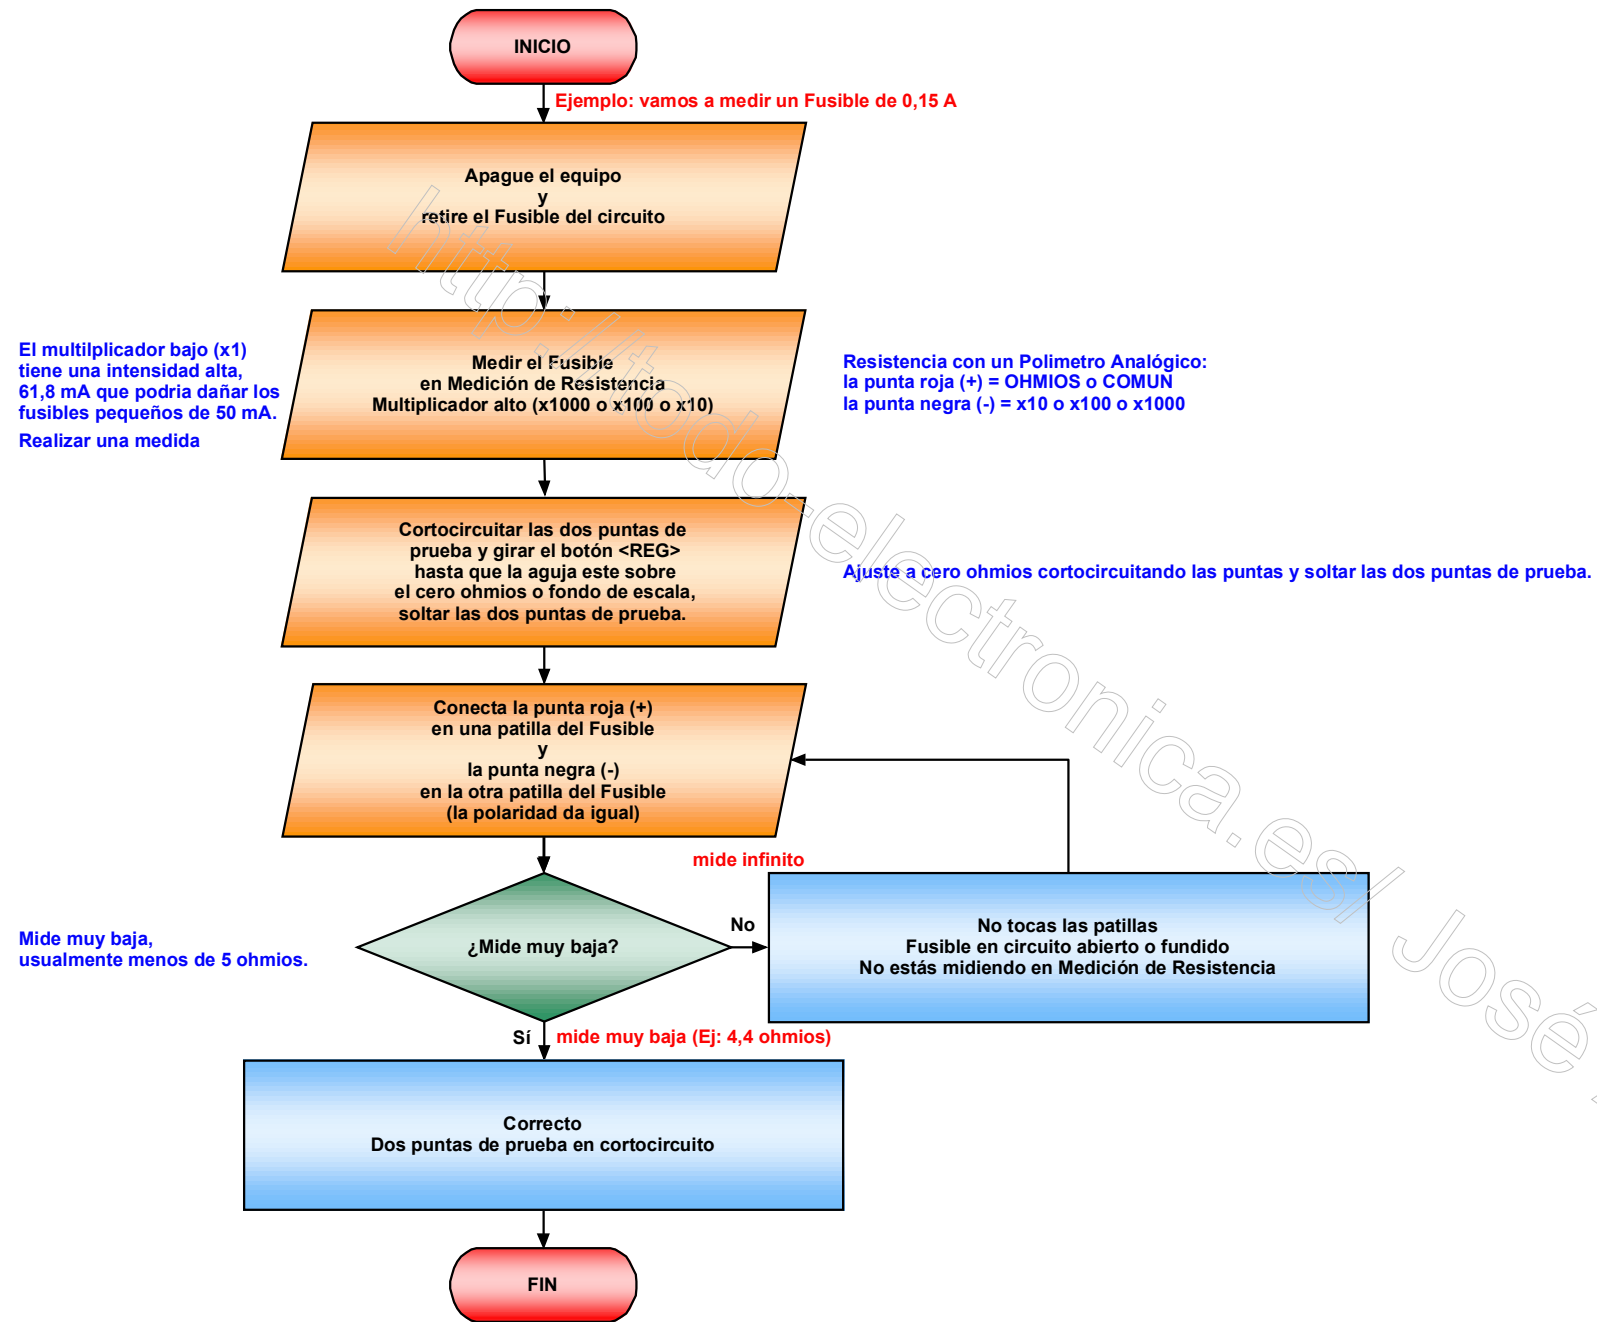 INICIO
Ejemplo: vamos a medir un Fusible de 0,15 A
Apague el equipo
y
retire el Fusible del circuito
El multilplicador bajo (x1)
tiene una intensidad alta,
61,8 mA que podria dañar los
fusibles pequeños de 50 mA.
Realizar una medida
Medir el Fusible
en Medición de Resistencia
Multiplicador alto (x1000 o x100 o x10)
Resistencia con un Polimetro Analógico:
la punta roja (+) = OHMIOS o COMUN
la punta negra (-) = x10 o x100 o x1000
Cortocircuitar las dos puntas de
prueba y girar el botón <REG>
hasta que la aguja este sobre
el cero ohmios o fondo de escala,
soltar las dos puntas de prueba.
Ajuste a cero ohmios cortocircuitando las puntas y soltar las dos puntas de prueba.
Conecta la punta roja (+)
en una patilla del Fusible
y
la punta negra (-)
en la otra patilla del Fusible
(la polaridad da igual)
mide infinito
Mide muy baja,
usualmente menos de 5 ohmios.
¿Mide muy baja?
No
No tocas las patillas
Fusible en circuito abierto o fundido
No estás midiendo en Medición de Resistencia
Sí
mide muy baja (Ej: 4,4 ohmios)
Correcto
Dos puntas de prueba en cortocircuito
FIN
http://todo-electronica.es/ José